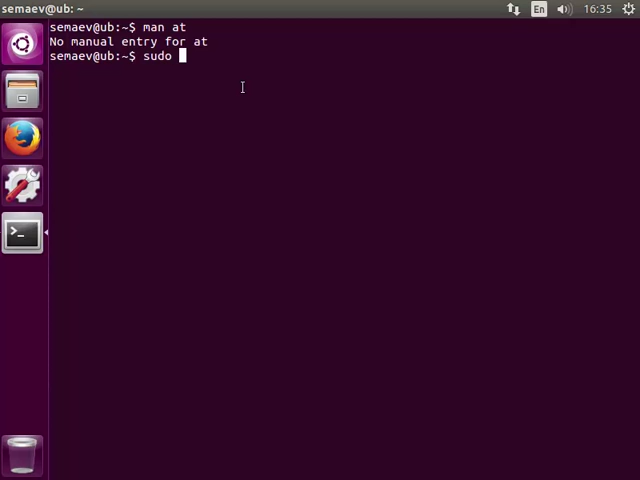 semaev@ub: ~
En
16:35
semaev@ub:~$ man at
No manual entry for at
semaev@ub:~$ sudo
>_